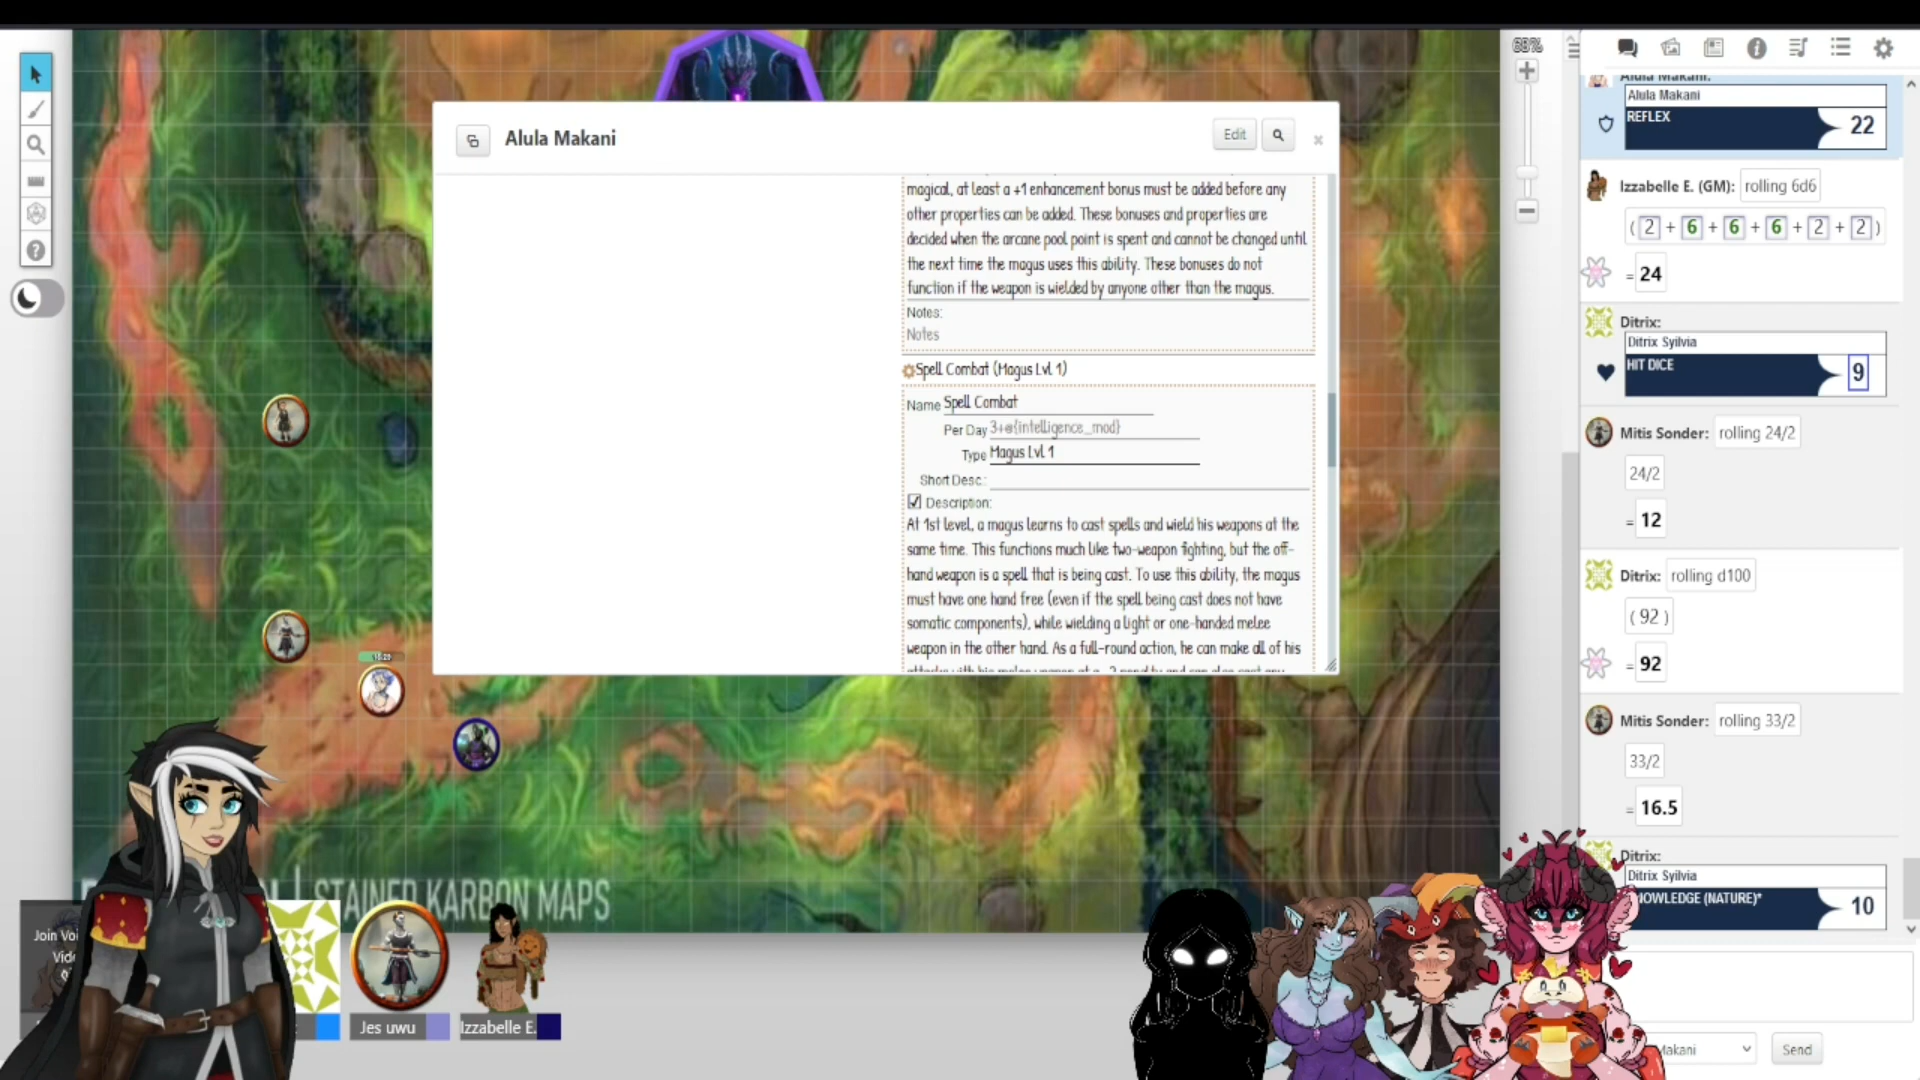 68%
Alula Makani
Edit
magical, at least a +1 enhancement bonus must be added before any
other properties can be added. These bonuses and properties are
decided when the arcane pool point is spent and cannot be changed until
the next time the magus uses this ability. These bonuses do not
function if the weapon is wielded by anyone other than the magus.
Notes:
Notes
Spell Combat (Magus Lvl 1)
Name Spell Combat
Per Day 3+@{intelligence_mod}
Type Magus Lvl 1
Short Desc.:
Description:
At 1st level, a magus learns to cast spells and wield his weapons at the
same time. This functions much like two-weapon fighting, but the off-
hand weapon is a spell that is being cast. To use this ability, the magus
must have one hand free (even if the spell being cast does not have
somatic components), while wielding a light or one-handed melee
weapon in the other hand. As a full-round action, he can make all of his
Alula Makani:
Alula Makani
REFLEX
22
Izzabelle E. (GM): rolling 6d6
(2 + 6 + 6 + 6 + 2 + 2)
= 24
Ditrix:
Ditrix Syilvia
HIT DICE
9
Mitis Sonder: rolling 24/2
24/2
= 12
Ditrix: rolling d100
(92)
= 92
Mitis Sonder: rolling 33/2
33/2
= 16.5
Ditrix:
Ditrix Syilvia
NOWLEDGE (NATURE)*
10
| STAINED KARBON MAPS
Join Voi
Vide
Jes uwu
Izzabelle E.
Makani
Send